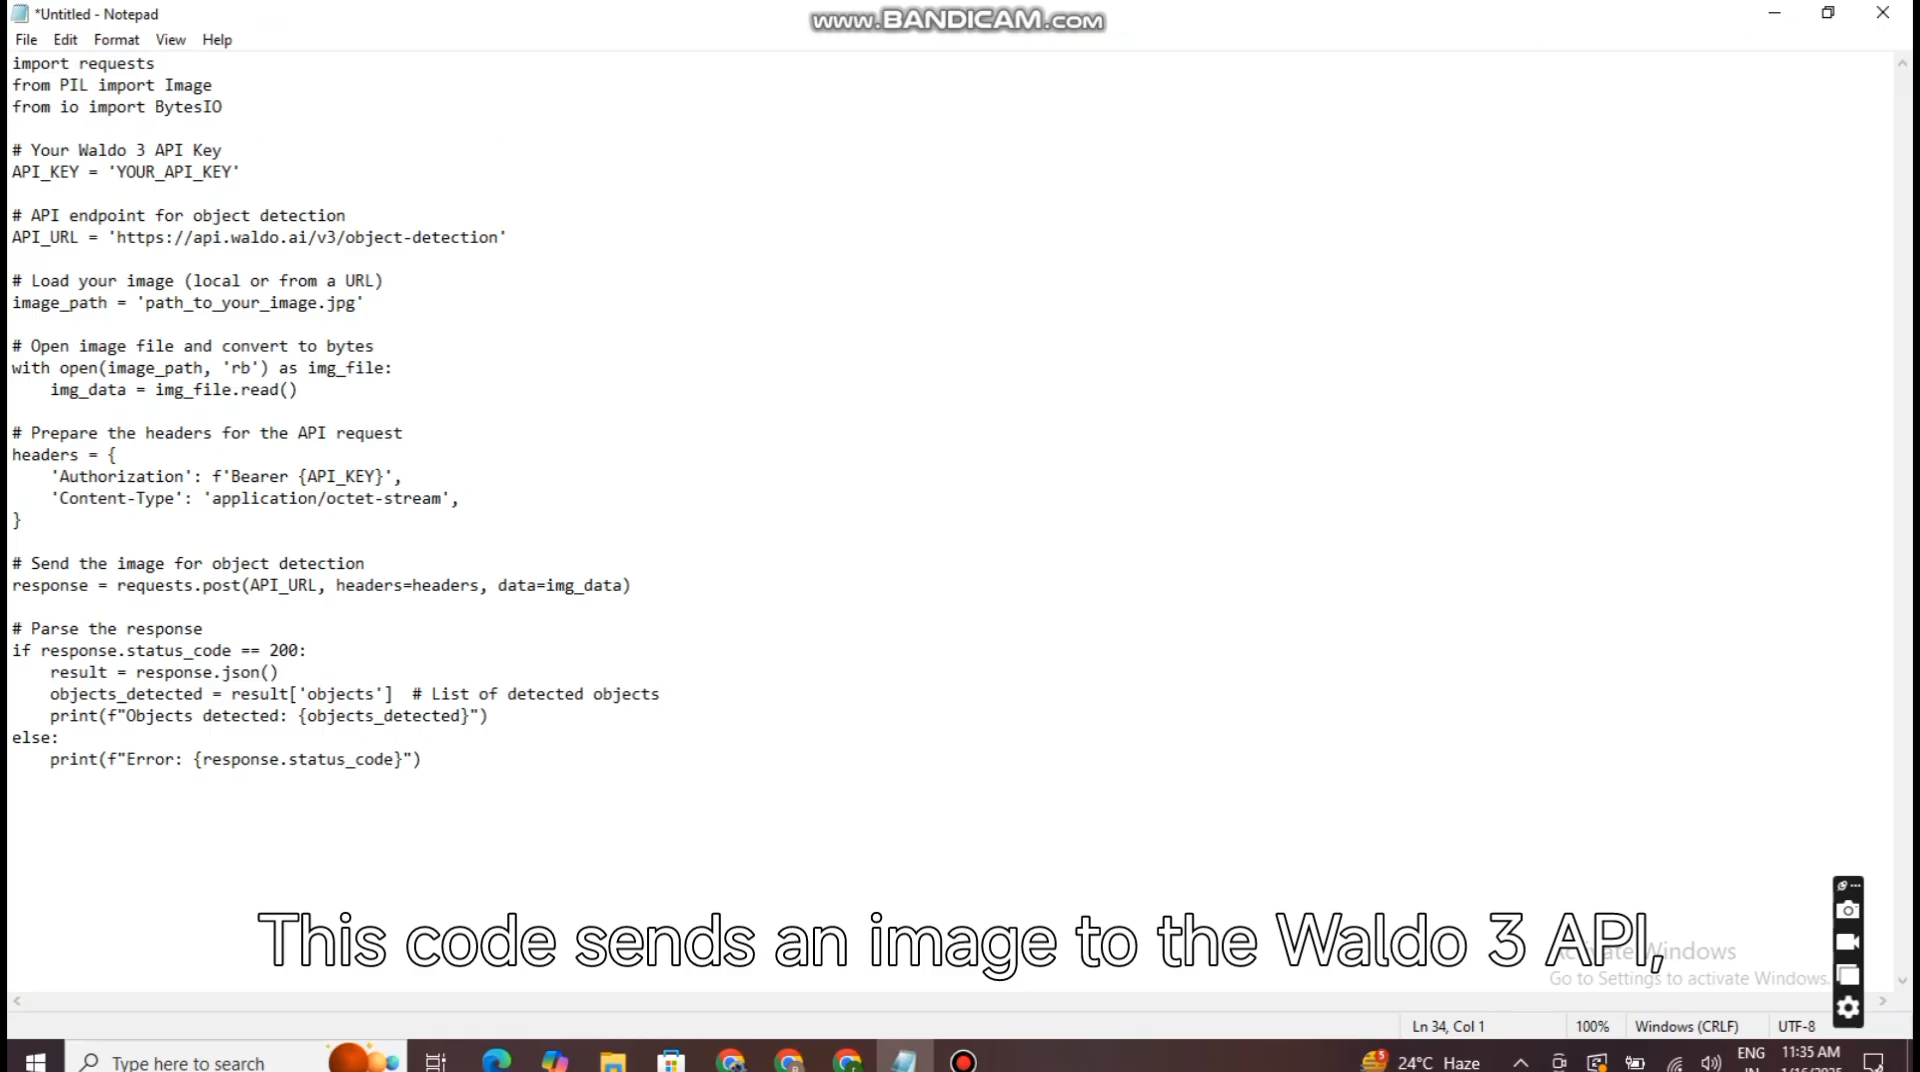 *Untitled - Notepad
www.BANDICAM.com
File Edit Format View Help
import requests
from PIL import Image
from io import BytesIO

# Your Waldo 3 API Key
API_KEY = 'YOUR_API_KEY'

# API endpoint for object detection
API_URL = 'https://api.waldo.ai/v3/object-detection'

# Load your image (local or from a URL)
image_path = 'path_to_your_image.jpg'

# Open image file and convert to bytes
with open(image_path, 'rb') as img_file:
    img_data = img_file.read()

# Prepare the headers for the API request
headers = {
    'Authorization': f'Bearer {API_KEY}',
    'Content-Type': 'application/octet-stream',
}

# Send the image for object detection
response = requests.post(API_URL, headers=headers, data=img_data)

# Parse the response
if response.status_code == 200:
    result = response.json()
    objects_detected = result['objects']  # List of detected objects
    print(f"Objects detected: {objects_detected}")
else:
    print(f"Error: {response.status_code}")
This code sends an image to the Waldo 3 API,
Windows
Go to Settings to activate Windows.
Ln 34, Col 1 100% Windows (CRLF) UTF-8
Type here to search
5 24°C Haze ENG 11:35 AM